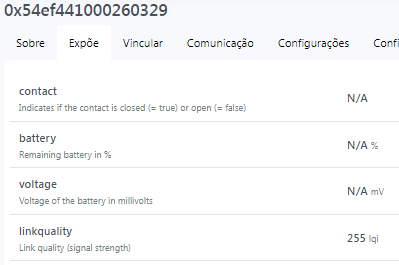 0x54ef441000260329
Sobre Expõe Vincular Comunicação Configurações Confi
contact
Indicates if the contact is closed (= true) or open (= false)
N/A
battery
Remaining battery in %
N/A %
voltage
Voltage of the battery in millivolts
N/A mV
linkquality
Link quality (signal strength)
255 lqi